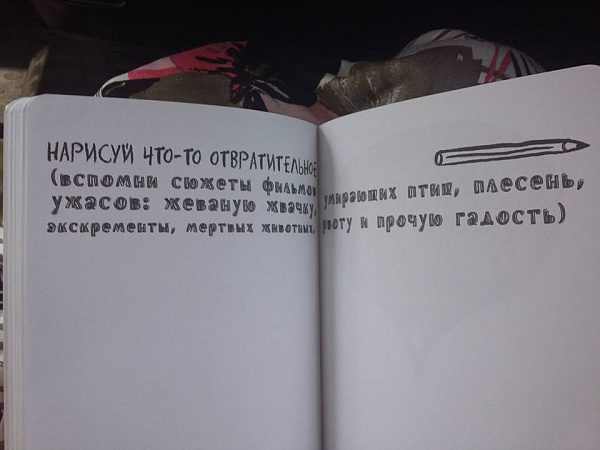 НАРИСУЙ ЧТО-ТО ОТВРАТИТЕЛЬНОЕ
(вспомни сюжеты фильмов
ужасов: жеваную жвачку,
экскременты, мертвых животных,
умирающих птиц, плесень,
рвоту и прочую гадость)